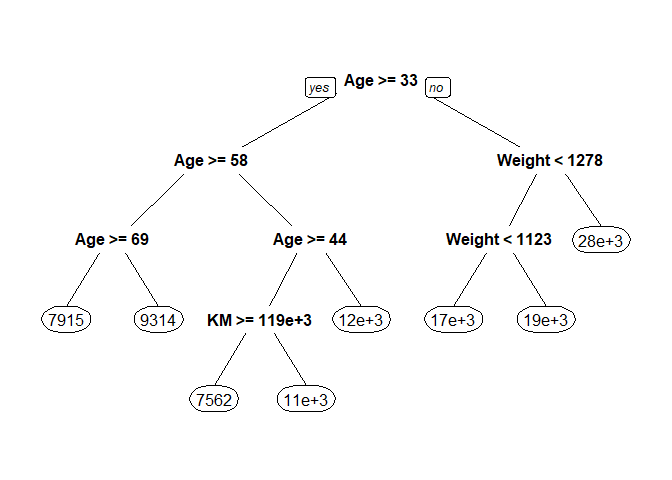 yes Age >= 33 no
Age >= 58 Weight < 1278
Age >= 69 Age >= 44 Weight < 1123 28e+3
7915 9314 KM >= 119e+3 12e+3 17e+3 19e+3
7562 11e+3